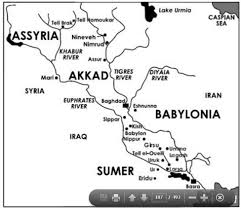 Lake Urmia
CASPIAN
SEA
Tell Hamoukar
Tell Brak
ASSYRIA
Nineveh
Nimrud
KHABUR
RIVER
Assur
AKKAD
TIGRES
RIVER
DIYALA
RIVER
Mari
SYRIA
EUPHRATES
RIVER
Baghdad
Eshnunna
IRAN
BABYLONIA
Sippar
Kish
Babylon
Nippur
IRAQ
Girsu
Umma
Tell el-Oueili
Lagash
Uruk
Larsa
SUMER
Ur
Eridu
Basra